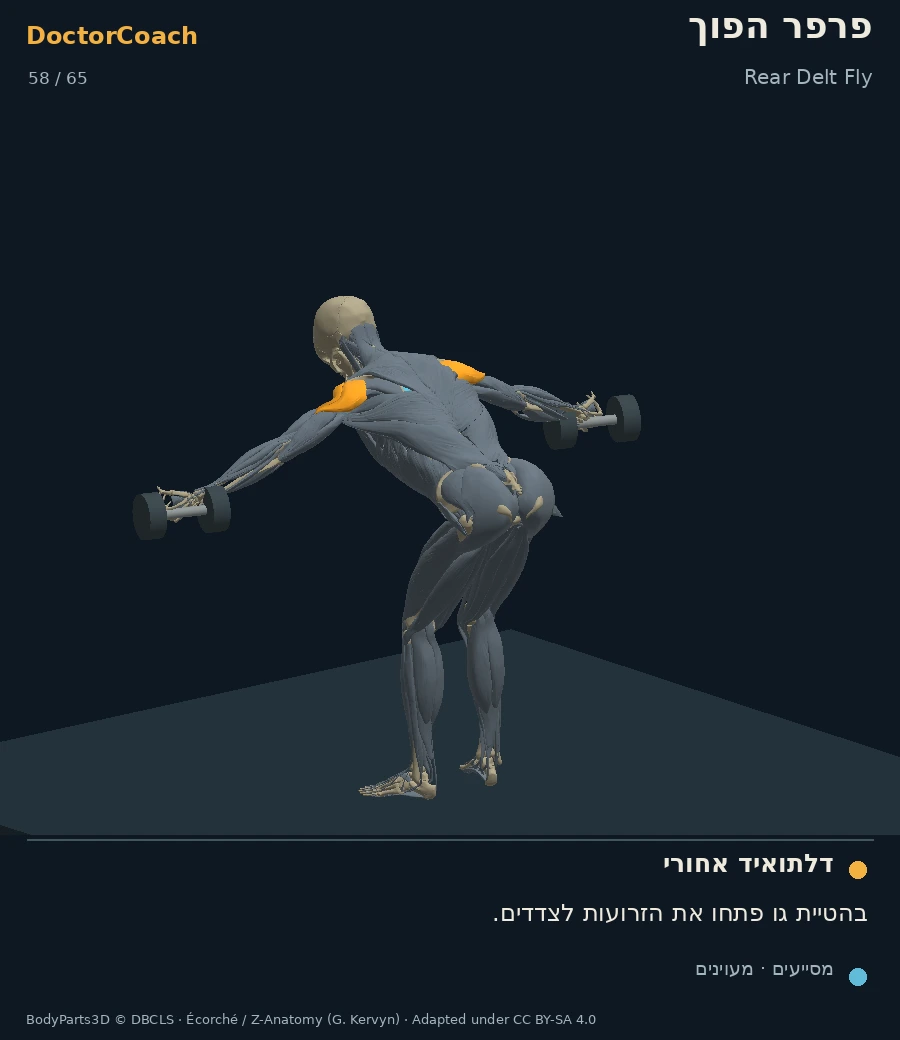 DoctorCoach
פרפר הפוך
58 / 65
Rear Delt Fly
דלתואיד אחורי
בהטיית גו פתחו את הזרועות לצדדים.
מסייעים · מעוינים
BodyParts3D © DBCLS · Écorché / Z-Anatomy (G. Kervyn) · Adapted under CC BY-SA 4.0